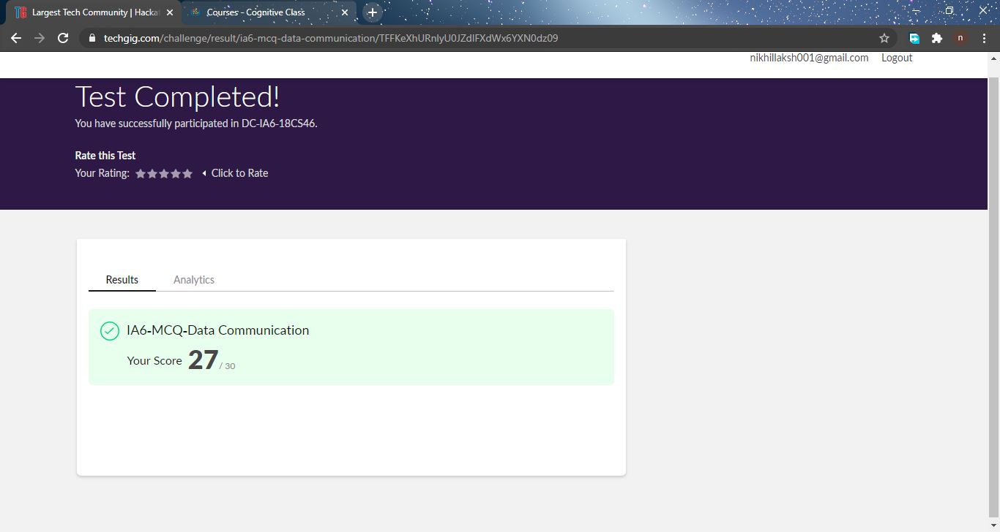 Largest Tech Community | Hacka
Courses - Cognitive Class
techgig.com/challenge/result/ia6-mcq-data-communication/TFFKeXhURnlyU0JZdlFXdWx6YXN0dz09
n
nikhillaksh001@gmail.com Logout
Test Completed!
You have successfully participated in DC-IA6-18CS46.
Rate this Test
Your Rating: Click to Rate
Results Analytics
IA6-MCQ-Data Communication
Your Score 27 / 30